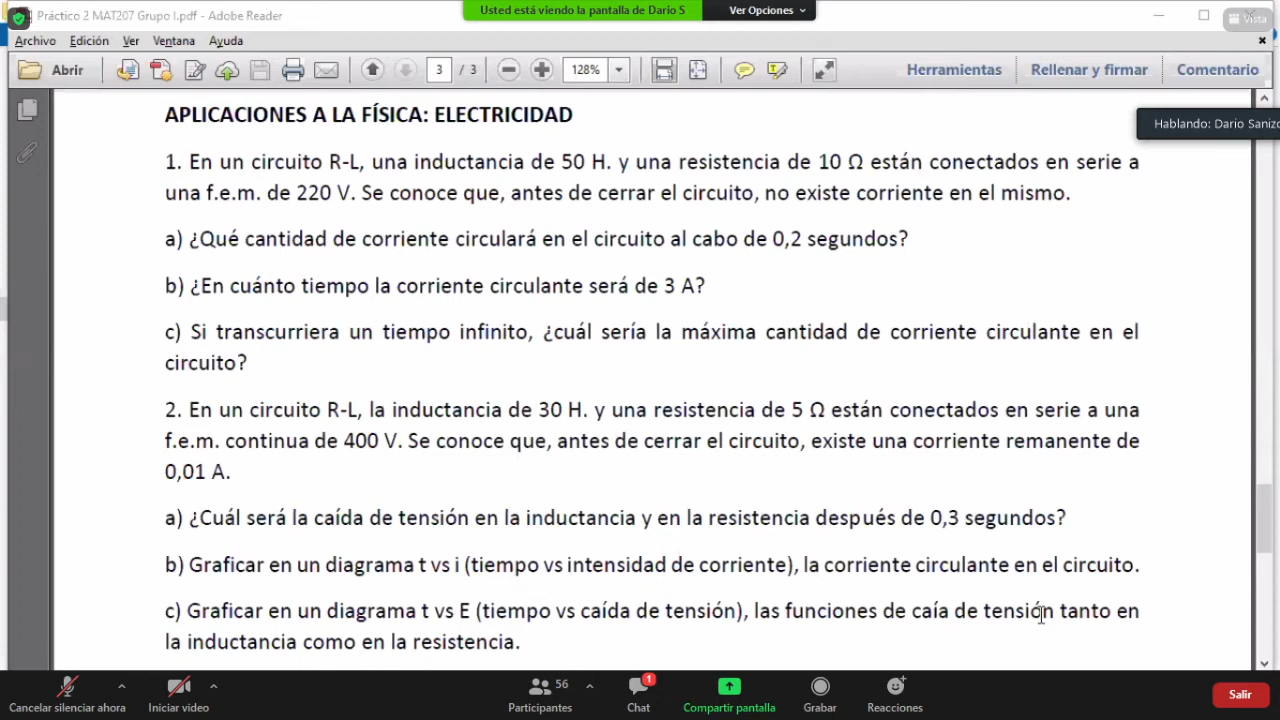 Práctico 2 MAT207 Grupo I.pdf - Adobe Reader
Usted está viendo la pantalla de Dario S
Ver Opciones
Vista
Archivo Edición Ver Ventana Ayuda
Abrir
3 / 3
128%
Herramientas
Rellenar y firmar
Comentario
Hablando: Dario Sanizo
APLICACIONES A LA FÍSICA: ELECTRICIDAD
1. En un circuito R-L, una inductancia de 50 H. y una resistencia de 10 Ω están conectados en serie a
una f.e.m. de 220 V. Se conoce que, antes de cerrar el circuito, no existe corriente en el mismo.
a) ¿Qué cantidad de corriente circulará en el circuito al cabo de 0,2 segundos?
b) ¿En cuánto tiempo la corriente circulante será de 3 A?
c) Si transcurriera un tiempo infinito, ¿cuál sería la máxima cantidad de corriente circulante en el
circuito?
2. En un circuito R-L, la inductancia de 30 H. y una resistencia de 5 Ω están conectados en serie a una
f.e.m. continua de 400 V. Se conoce que, antes de cerrar el circuito, existe una corriente remanente de
0,01 A.
a) ¿Cuál será la caída de tensión en la inductancia y en la resistencia después de 0,3 segundos?
b) Graficar en un diagrama t vs i (tiempo vs intensidad de corriente), la corriente circulante en el circuito.
c) Graficar en un diagrama t vs E (tiempo vs caída de tensión), las funciones de caía de tensión tanto en
la inductancia como en la resistencia.
Cancelar silenciar ahora
Iniciar video
56
Participantes
1
Chat
Compartir pantalla
Grabar
Reacciones
Salir